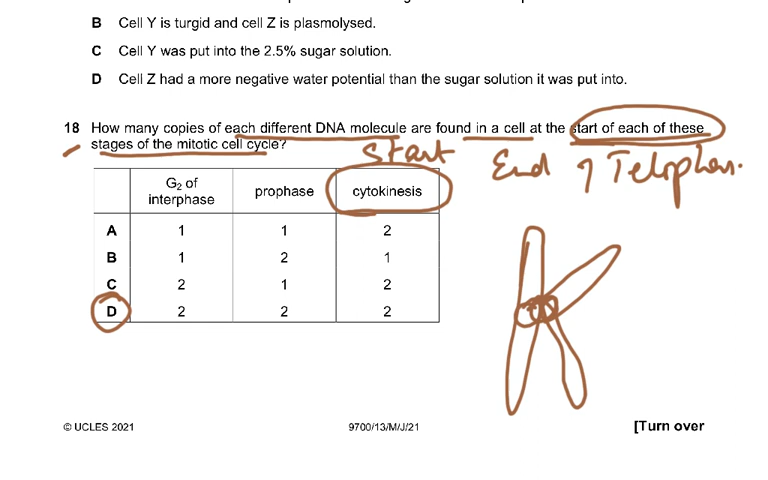 B Cell Y is turgid and cell Z is plasmolysed.
C Cell Y was put into the 2.5% sugar solution.
D Cell Z had a more negative water potential than the sugar solution it was put into.
18 How many copies of each different DNA molecule are found in a cell at the start of each of these
stages of the mitotic cell cycle?
Start
End of
G2 of interphase prophase cytokinesis
A 1 1 2
B 1 2 1
C 2 1 2
D 2 2 2
© UCLES 2021 9700/13/M/J/21 [Turn over